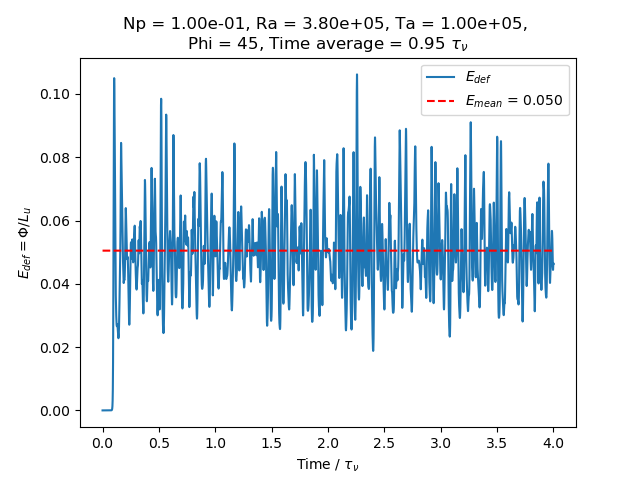 Np = 1.00e-01, Ra = 3.80e+05, Ta = 1.00e+05,
Phi = 45, Time average = 0.95 τ_ν
E_def
E_mean = 0.050
E_def = Φ/L_u
0.10
0.08
0.06
0.04
0.02
0.00
0.0 0.5 1.0 1.5 2.0 2.5 3.0 3.5 4.0
Time / τ_ν